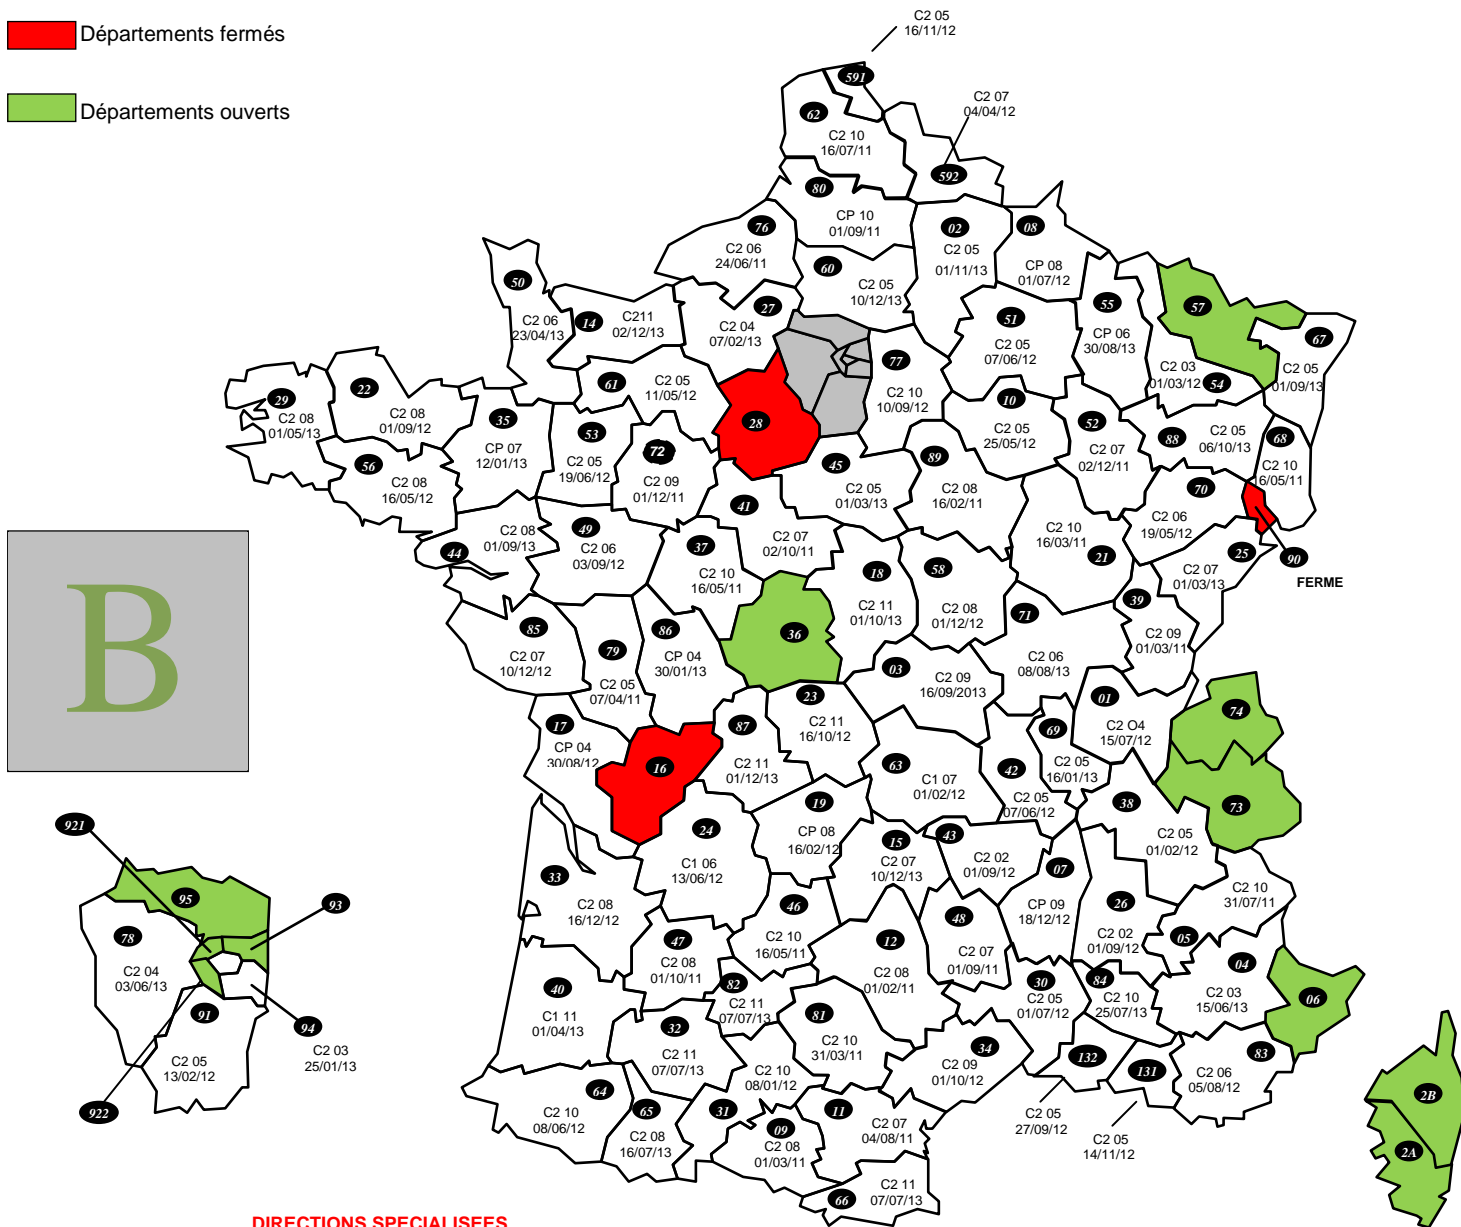 Départements fermés
Départements ouverts
C2 05
16/11/12
591
C2 07
04/04/12
62
C2 10
16/07/11
592
80
CP 10
01/09/11
76
C2 06
24/06/11
02
C2 05
01/11/13
08
CP 08
01/07/12
60
C2 05
10/12/13
50
C2 06
23/04/13
14
C211
02/12/13
27
C2 04
07/02/13
51
C2 05
07/06/12
55
CP 06
30/08/13
57
67
C2 05
01/09/13
C2 03
01/03/12
54
77
C2 10
10/09/12
61
C2 05
11/05/12
29
C2 08
01/05/13
22
C2 08
01/09/12
35
CP 07
12/01/13
53
C2 05
19/06/12
72
C2 09
01/12/11
28
10
C2 05
25/05/12
52
C2 07
02/12/11
88
C2 05
06/10/13
68
C2 10
16/05/11
56
C2 08
16/05/12
45
C2 05
01/03/13
89
C2 08
16/02/11
70
C2 06
19/05/12
41
C2 07
02/10/11
44
C2 08
01/09/13
49
C2 06
03/09/12
37
C2 10
16/05/11
18
C2 11
01/10/13
58
C2 08
01/12/12
C2 10
16/03/11
21
25
C2 07
01/03/13
90
FERME
B
85
C2 07
10/12/12
79
C2 05
07/04/11
86
CP 04
30/01/13
36
03
C2 09
16/09/2013
71
C2 06
08/08/13
39
C2 09
01/03/11
17
CP 04
30/08/12
16
87
C2 11
01/12/13
23
C2 11
16/10/12
63
C1 07
01/02/12
42
C2 05
07/06/12
69
C2 05
16/01/13
01
C2 O4
15/07/12
74
73
38
C2 05
01/02/12
24
C1 06
13/06/12
19
CP 08
16/02/12
15
C2 07
10/12/13
43
C2 02
01/09/12
07
CP 09
18/12/12
26
C2 02
01/09/12
C2 10
31/07/11
05
33
C2 08
16/12/12
47
C2 08
01/10/11
46
C2 10
16/05/11
12
C2 08
01/02/11
48
C2 07
01/09/11
04
C2 03
15/06/13
06
40
C1 11
01/04/13
32
C2 11
07/07/13
82
C2 11
07/07/13
81
C2 10
31/03/11
30
C2 05
01/07/12
84
C2 10
25/07/13
34
C2 09
01/10/12
132
C2 05
27/09/12
131
C2 05
14/11/12
83
C2 06
05/08/12
64
C2 10
08/06/12
65
C2 08
16/07/13
C2 10
08/01/12
31
09
C2 08
01/03/11
11
C2 07
04/08/11
66
C2 11
07/07/13
2B
2A
921
95
93
78
C2 04
03/06/13
91
C2 05
13/02/12
94
C2 03
25/01/13
922
DIRECTIONS SPECIALISEES